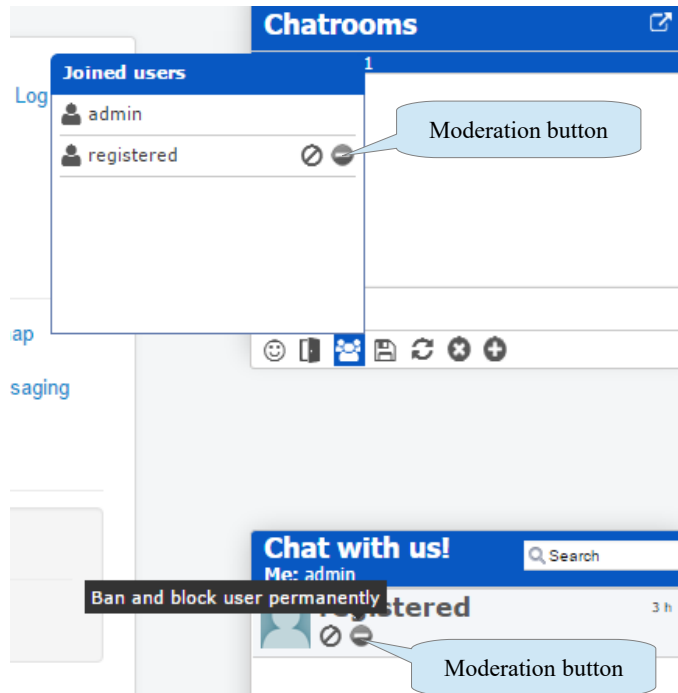 Chatrooms
1
Joined users
Log
admin
Moderation button
registered
ap
saging
Chat with us!
Search
Me: admin
Ban and block user permanently
registered
3 h
Moderation button